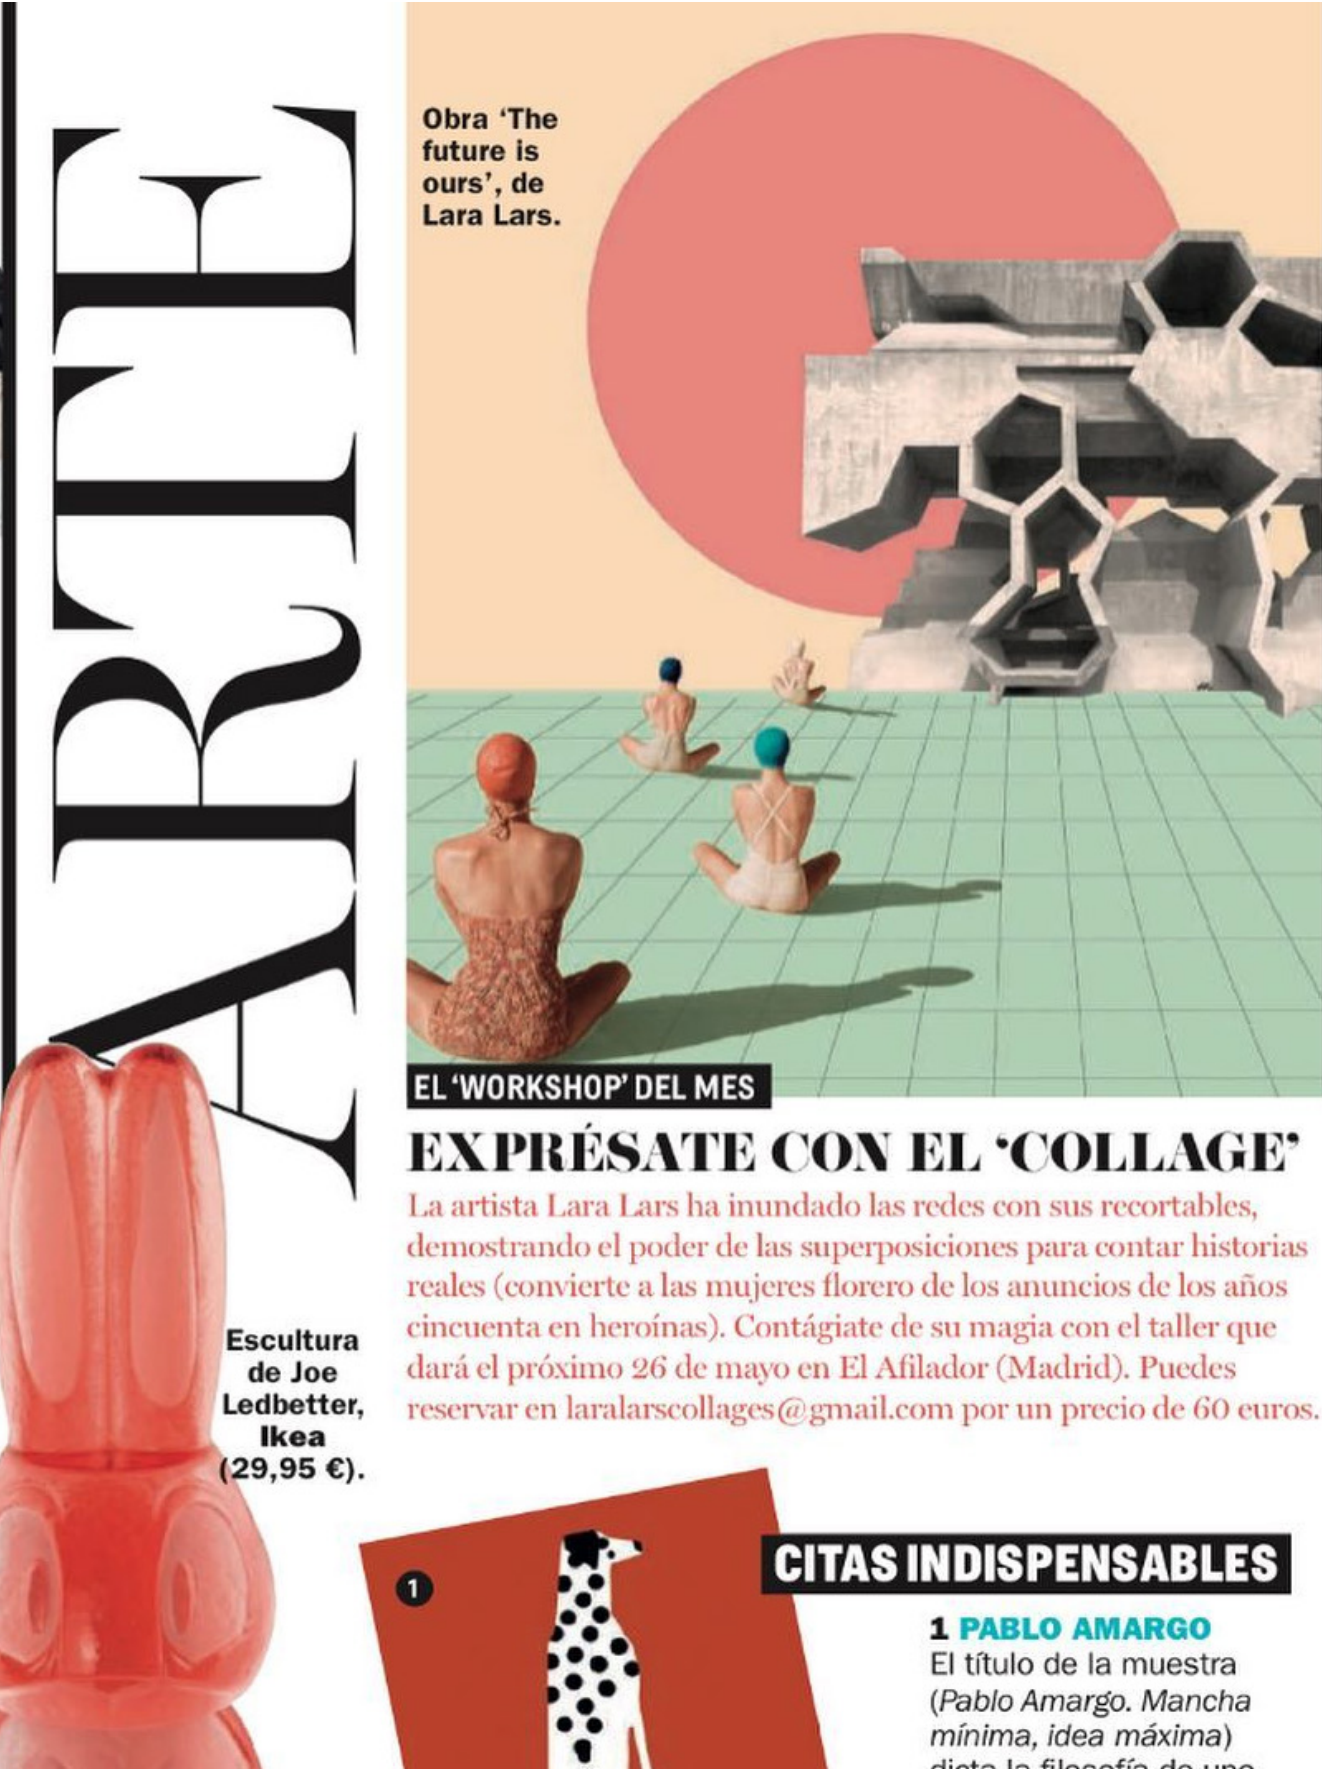 ARTE
Obra ‘The
future is
ours’, de
Lara Lars.
EL ‘WORKSHOP’ DEL MES
EXPRÉSATE CON EL ‘COLLAGE’
La artista Lara Lars ha inundado las redes con sus recortables,
demostrando el poder de las superposiciones para contar historias
reales (convierte a las mujeres florero de los anuncios de los años
cincuenta en heroínas). Contágiate de su magia con el taller que
dará el próximo 26 de mayo en El Afilador (Madrid). Puedes
reservar en laralarscollages@gmail.com por un precio de 60 euros.
Escultura
de Joe
Ledbetter,
Ikea
(29,95 €).
1
CITAS INDISPENSABLES
1 PABLO AMARGO
El título de la muestra
(Pablo Amargo. Mancha
mínima, idea máxima)
dicta la filosofía de uno